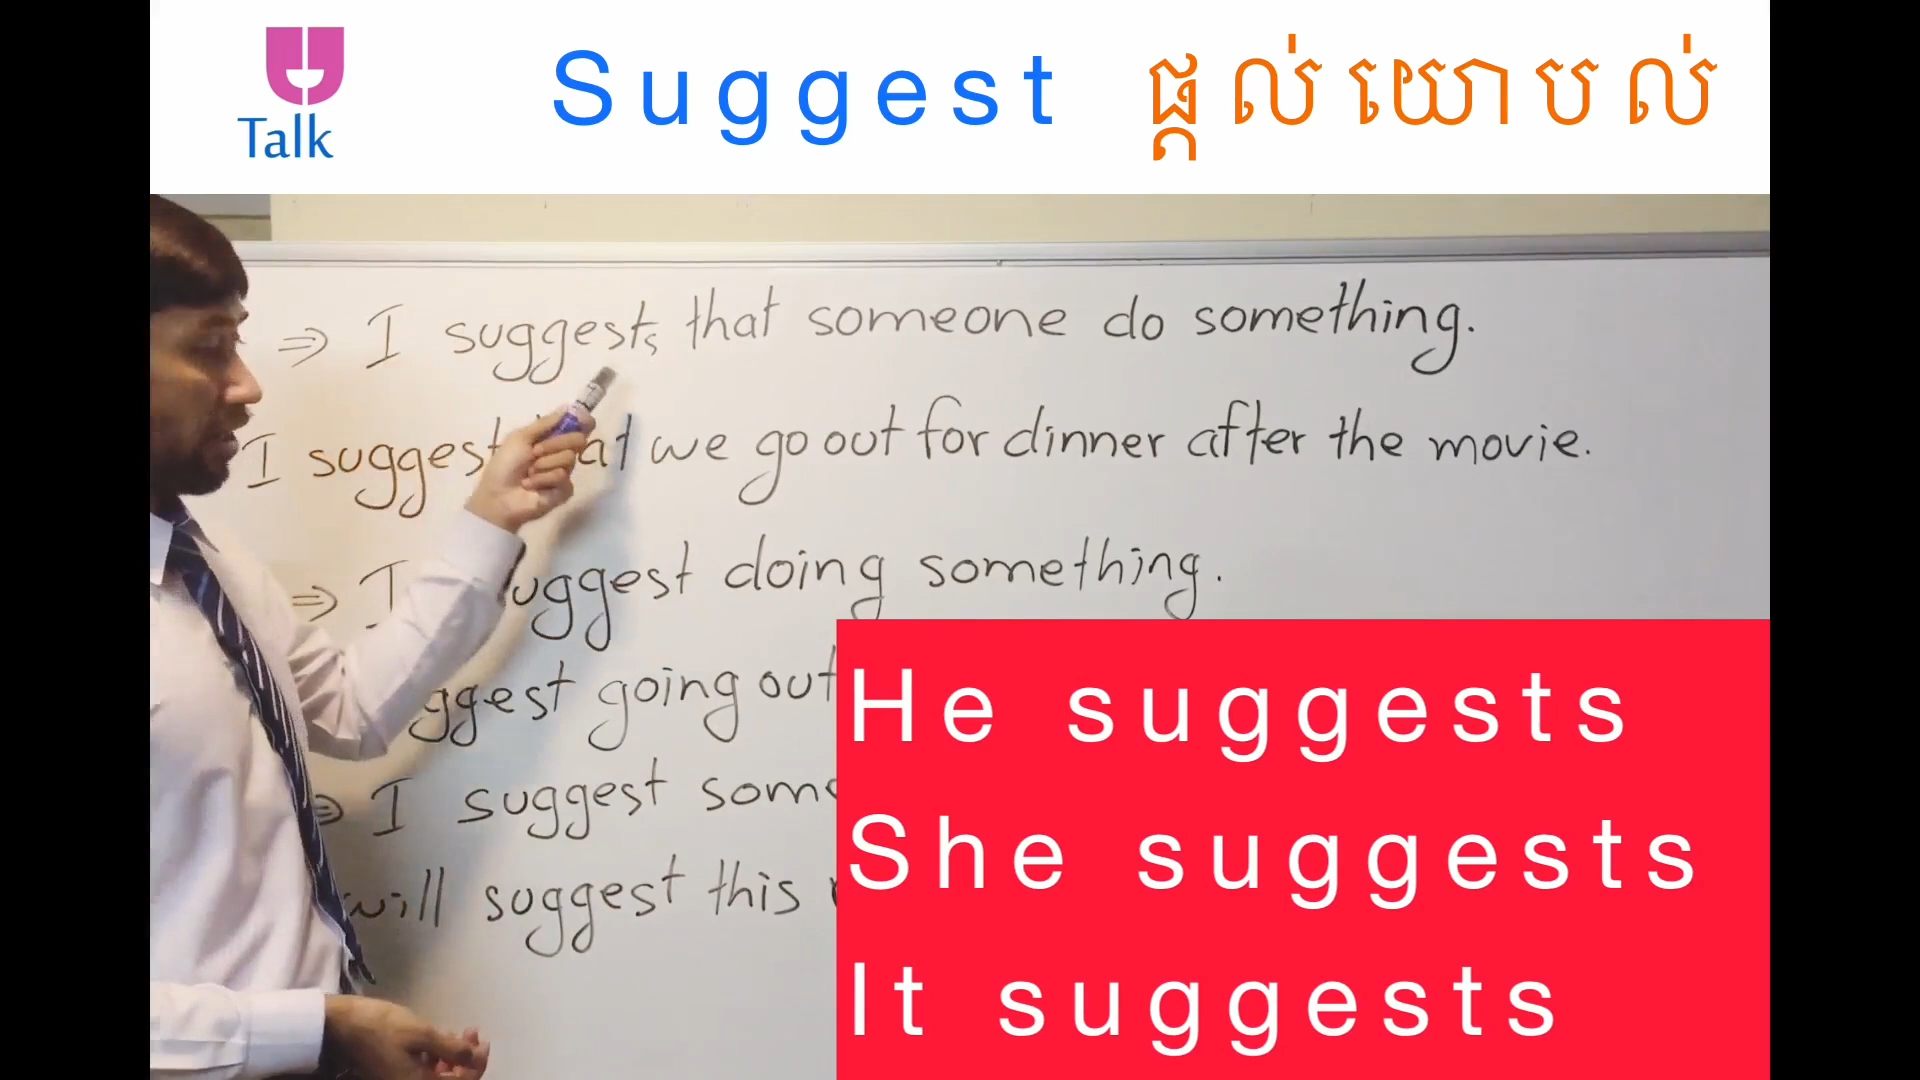 Talk
Suggest ផ្តល់យោបល់
⇒ I suggests that someone do something.
I suggest we go out for dinner after the movie.
⇒ I suggest doing something.
going out
⇒ I suggest
will suggest this
He suggests
She suggests
It suggests